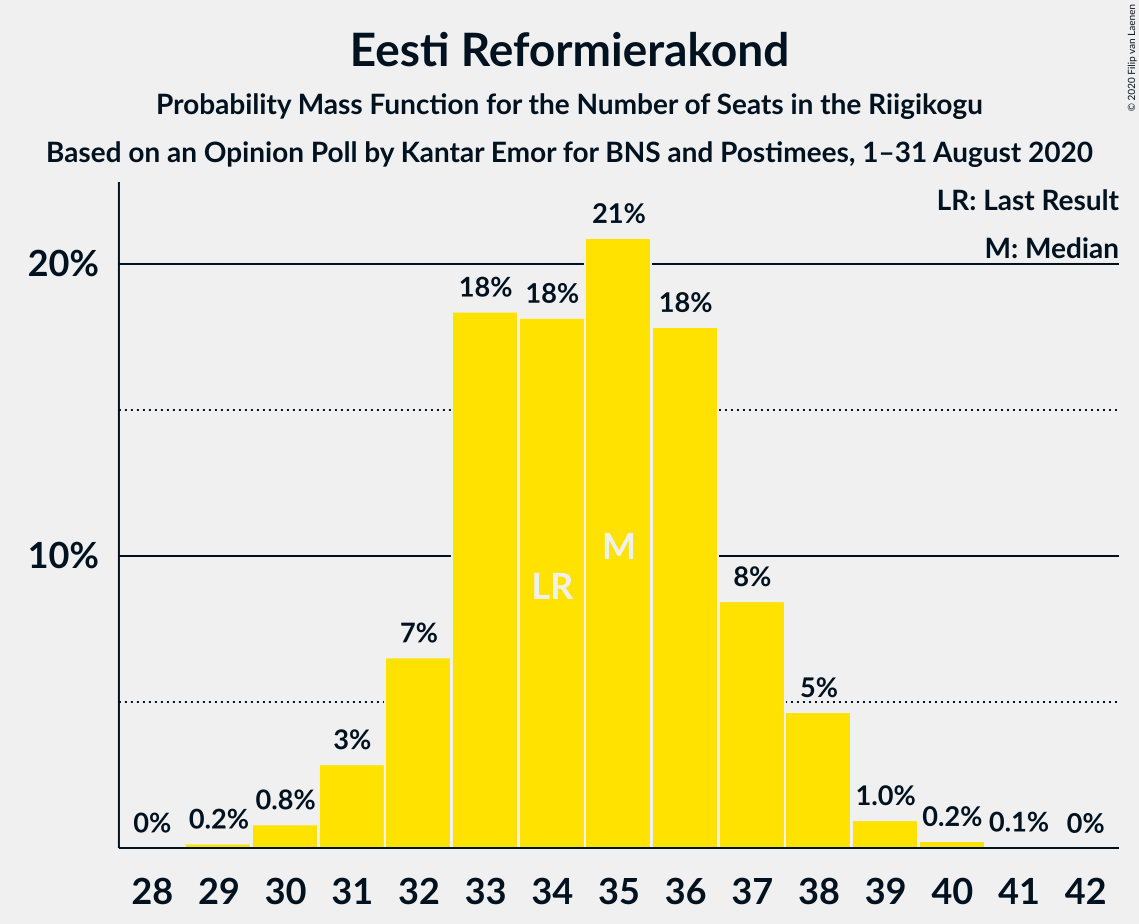 Eesti Reformierakond
Probability Mass Function for the Number of Seats in the Riigikogu
Based on an Opinion Poll by Kantar Emor for BNS and Postimees, 1–31 August 2020
© 2020 Filip van Laenen
LR: Last Result
M: Median
20%
10%
0%
0.2%
0.8%
3%
7%
18%
18%
21%
18%
8%
5%
1.0%
0.2%
0.1%
0%
LR
M
28 29 30 31 32 33 34 35 36 37 38 39 40 41 42